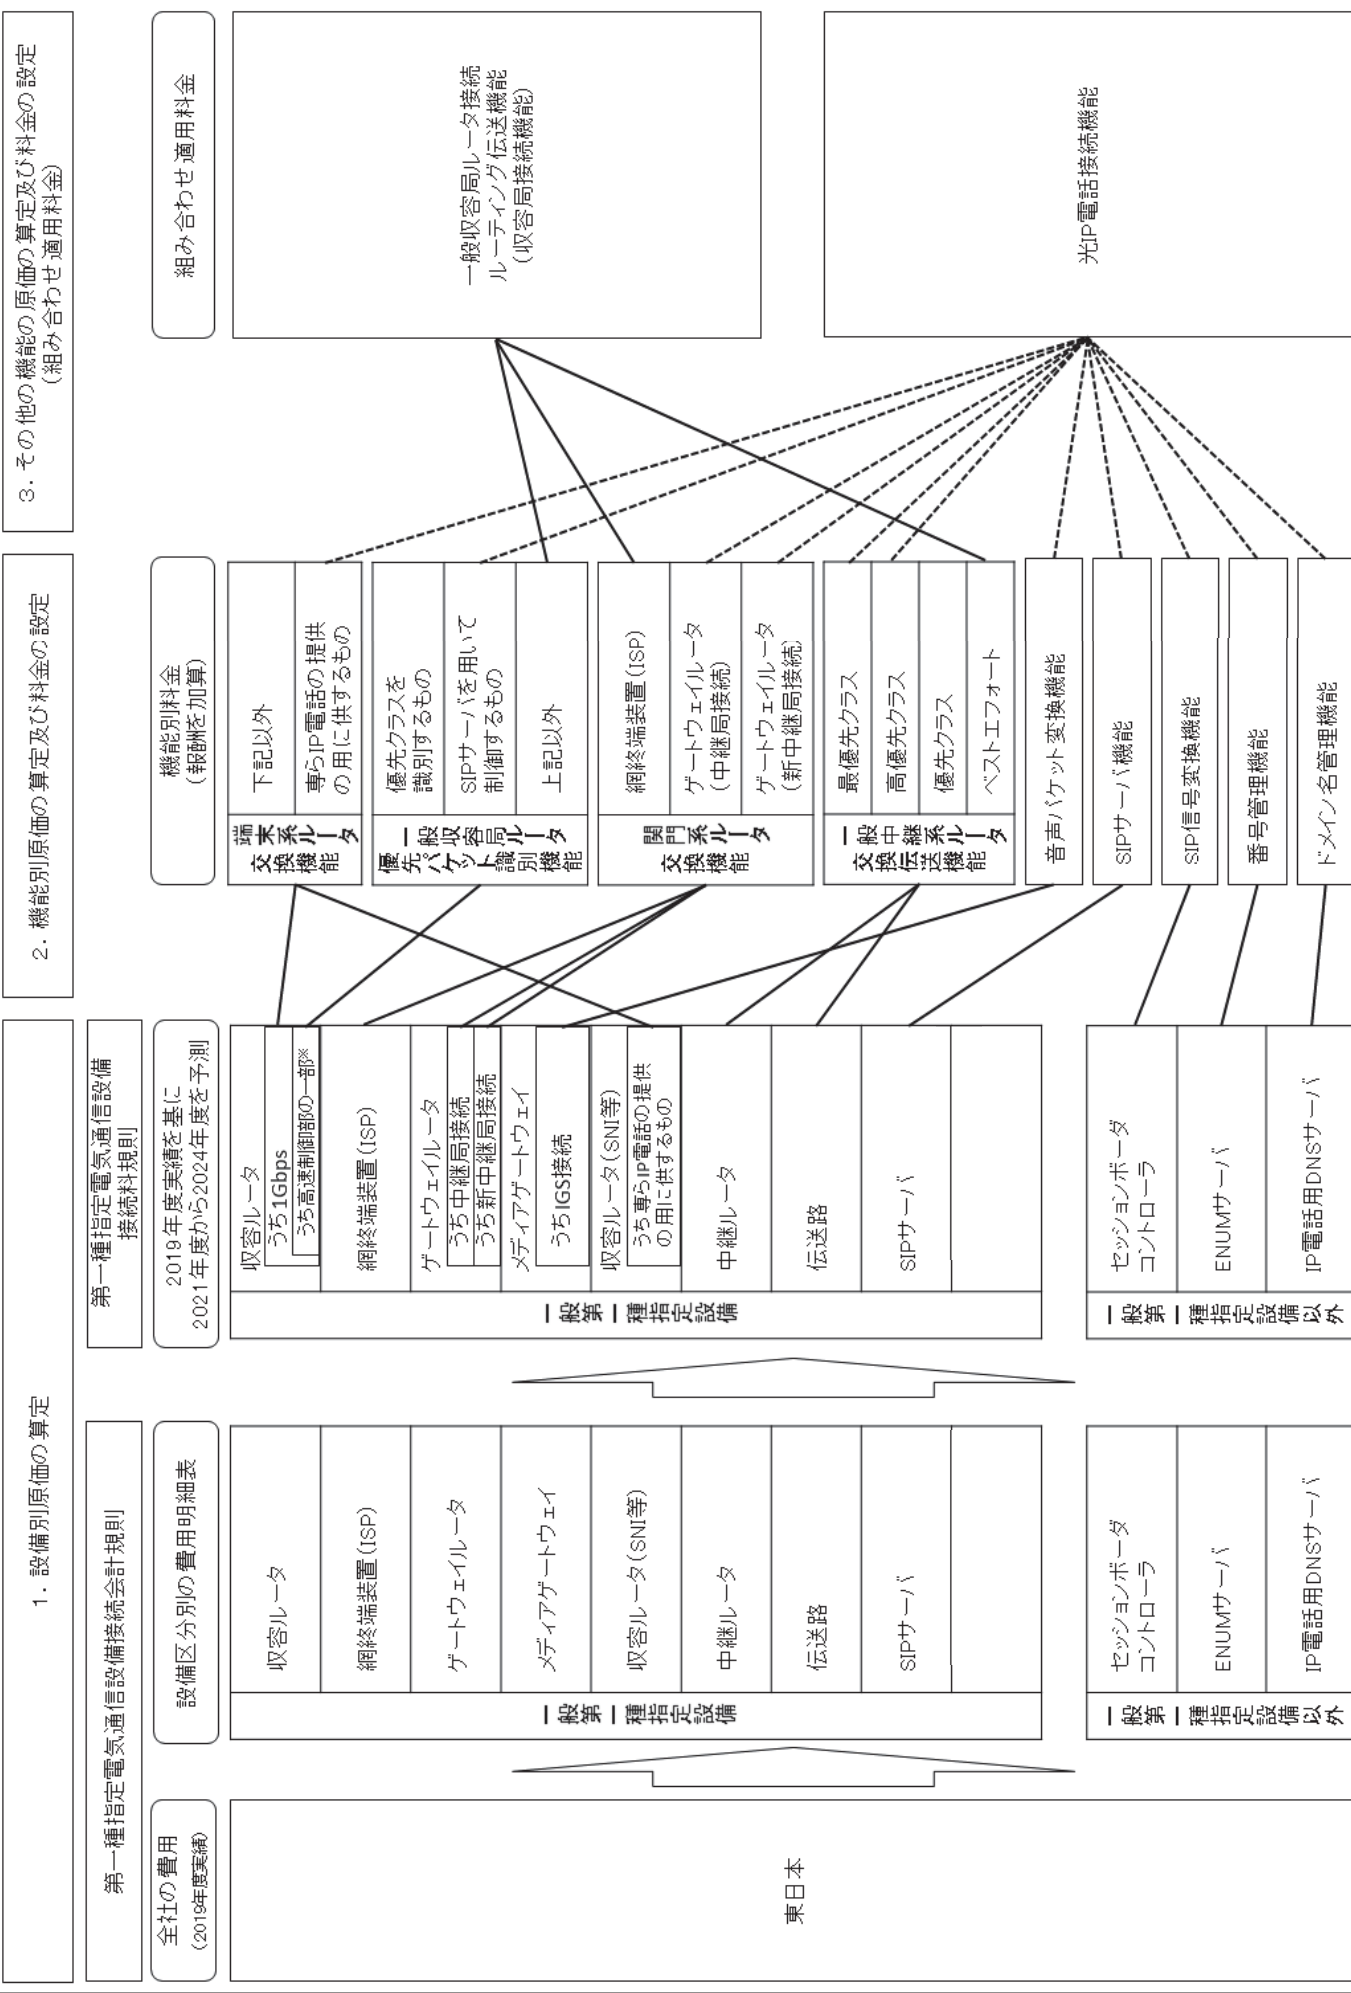 1．設備別原価の算定
2．機能別原価の算定及び料金の設定
3．その他の機能の原価の算定及び料金の設定
（組み合わせ適用料金）
第一種指定電気通信設備接続会計規則
第一種指定電気通信設備
接続料規則
全社の費用
（2019年度実績）
設備区分別の費用明細表
2019年度実績を基に
2021年度から2024年度を予測
機能別料金
（報酬を加算）
組み合わせ適用料金
東日本
一般第一種指定設備
収容ルータ
網終端装置（ISP）
ゲートウェイルータ
メディアゲートウェイ
収容ルータ（SNI等）
中継ルータ
伝送路
SIPサーバ
一般第一種指定設備以外
セッションボーダ
コントローラ
ENUMサーバ
IP電話用DNSサーバ
一般第一種指定設備
収容ルータ
うち1Gbps
うち高速制御部の一部※
網終端装置（ISP）
ゲートウェイルータ
うち中継局接続
うち新中継局接続
メディアゲートウェイ
うちIGS接続
収容ルータ（SNI等）
うち専らIP電話の提供
の用に供するもの
中継ルータ
伝送路
SIPサーバ
一般第一種指定設備以外
セッションボーダ
コントローラ
ENUMサーバ
IP電話用DNSサーバ
端末系ルータ
交換機能
下記以外
専らIP電話の提供
の用に供するもの
一般収容局ルータ
優先パケット識別機能
優先クラスを
識別するもの
SIPサーバを用いて
制御するもの
上記以外
関門系ルータ
交換機能
網終端装置（ISP）
ゲートウェイルータ
（中継局接続）
ゲートウェイルータ
（新中継局接続）
一般中継系ルータ
交換伝送機能
最優先クラス
高優先クラス
優先クラス
ベストエフォート
音声パケット変換機能
SIPサーバ機能
SIP信号変換機能
番号管理機能
ドメイン名管理機能
一般収容局ルータ接続
ルーティング伝送機能
（収容局接続機能）
光IP電話接続機能